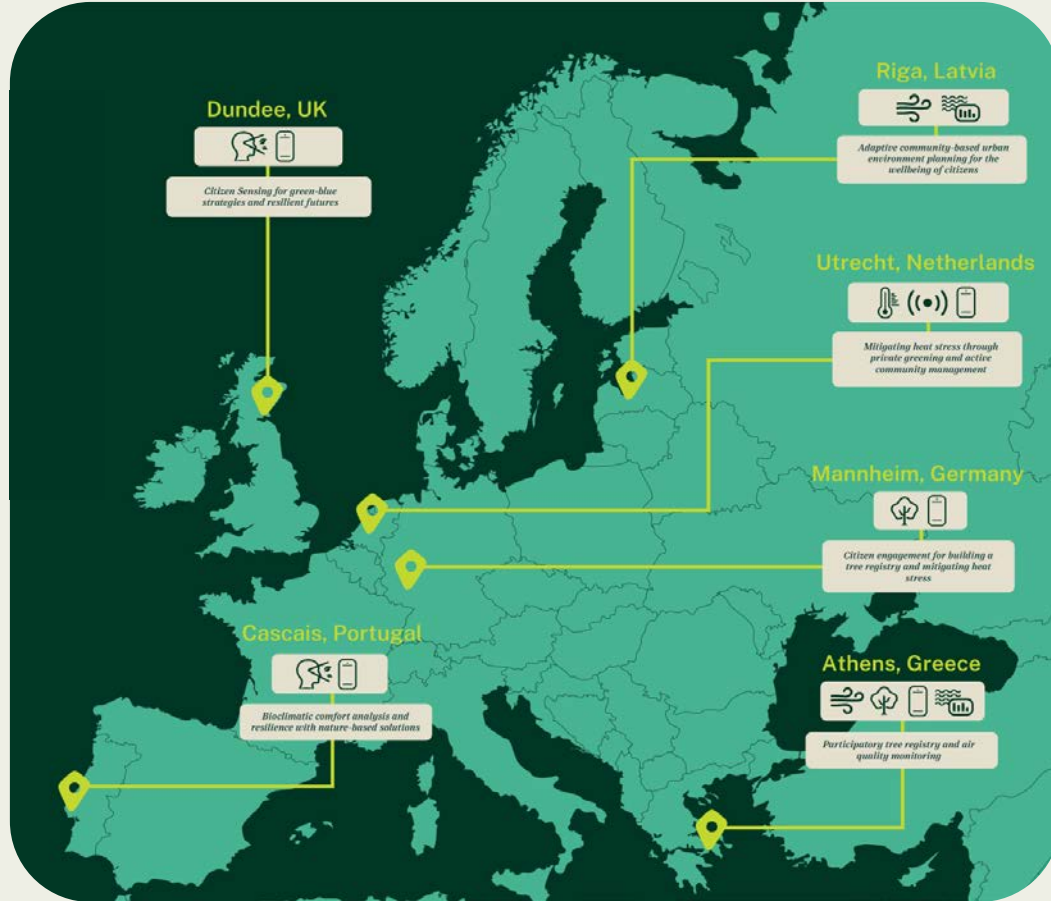 Dundee, UK
Citizen Sensing for green-blue
strategies and resilient futures
Riga, Latvia
Adaptive community-based urban
environment planning for the
wellbeing of citizens
Utrecht, Netherlands
Mitigating heat stress through
private greening and active
community management
Mannheim, Germany
Citizen engagement for building a
tree registry and mitigating heat
stress
Cascais, Portugal
Bioclimatic comfort analysis and
resilience with nature-based solutions
Athens, Greece
Participatory tree registry and air
quality monitoring